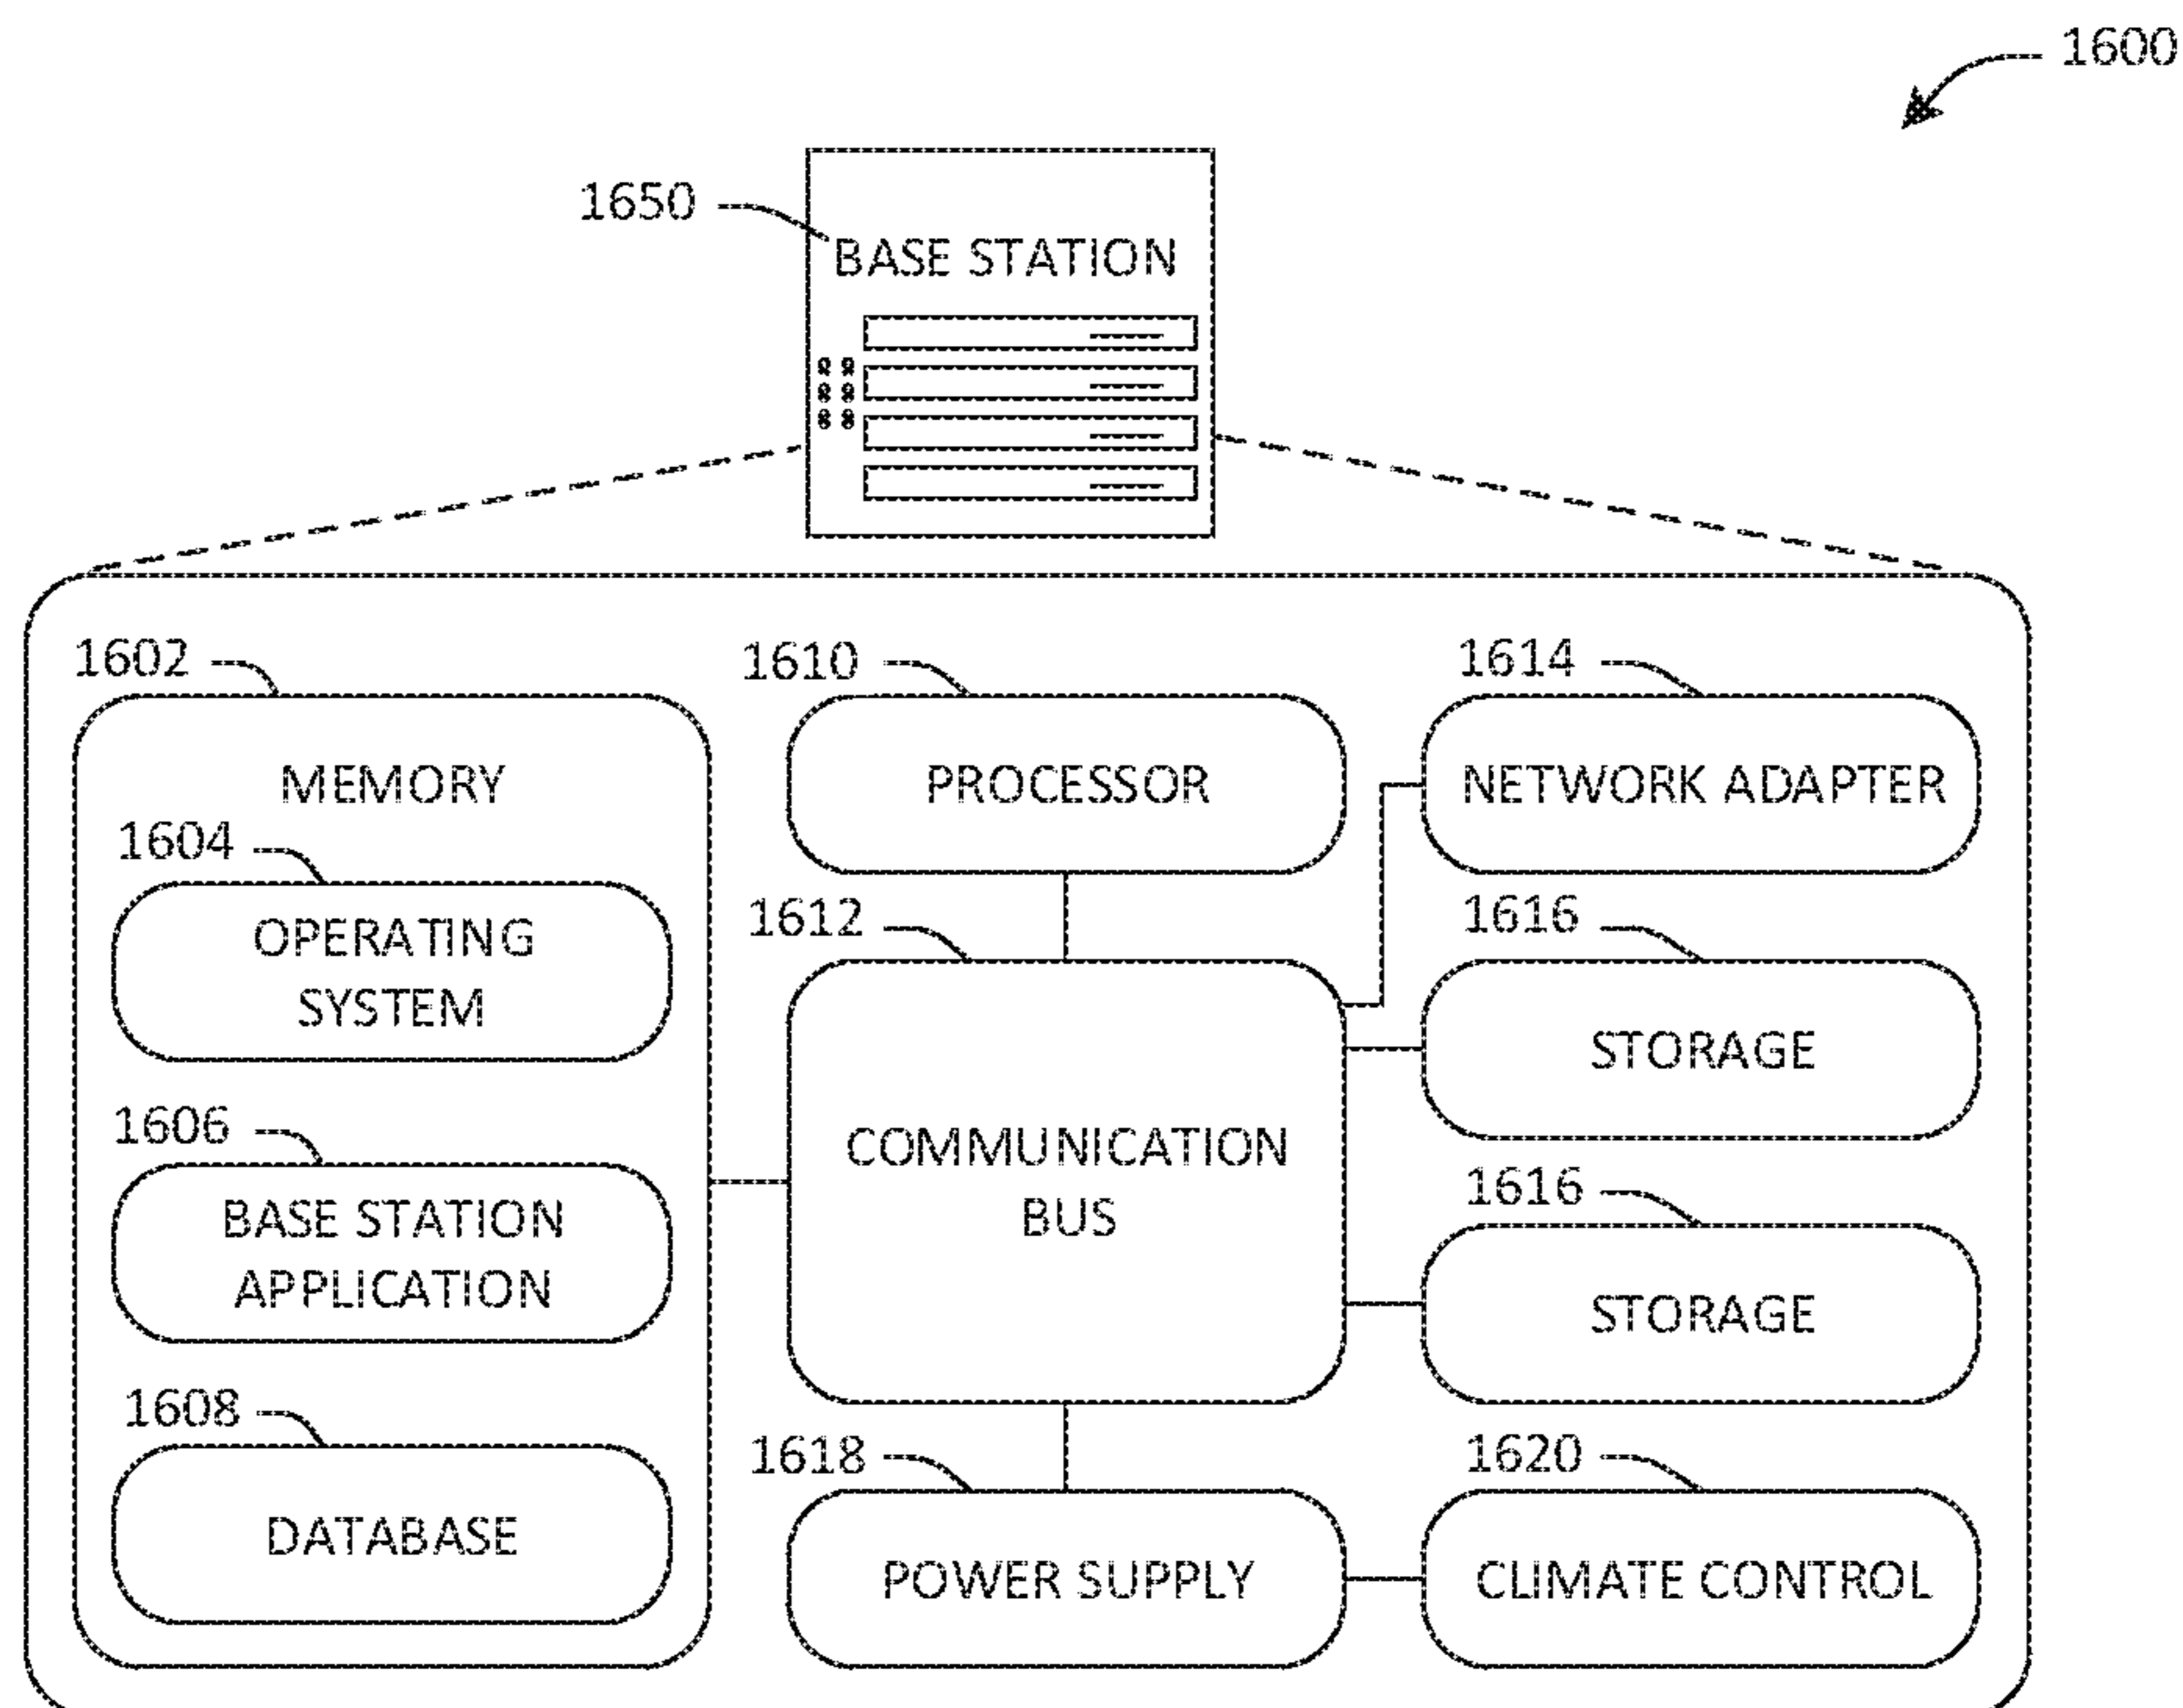 1600
1650
BASE STATION
1602
1610
1614
MEMORY
PROCESSOR
NETWORK ADAPTER
1604
OPERATING
SYSTEM
1612
1616
COMMUNICATION
BUS
STORAGE
1606
BASE STATION
APPLICATION
1616
STORAGE
1608
DATABASE
1618
POWER SUPPLY
1620
CLIMATE CONTROL